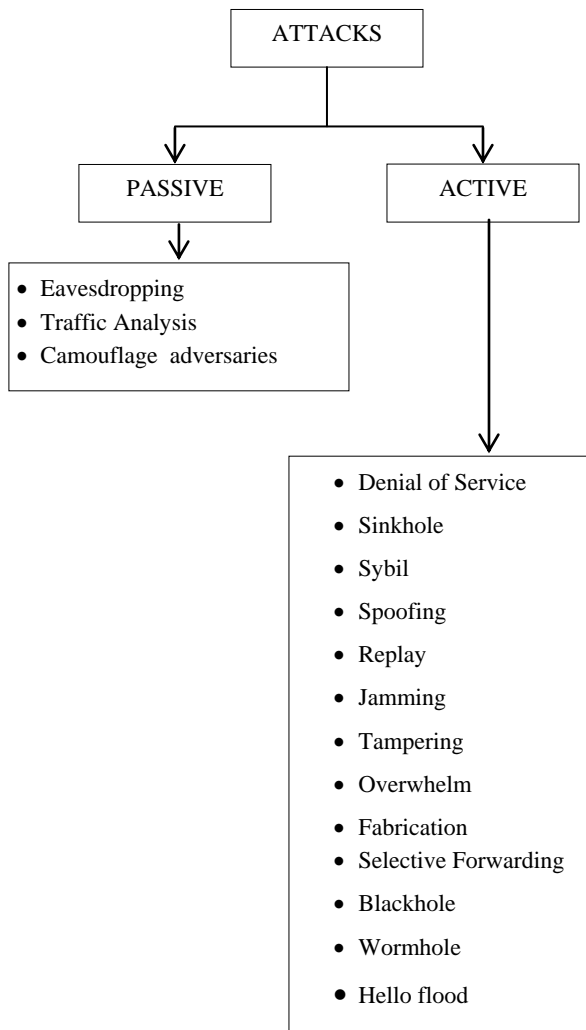 ATTACKS
PASSIVE
ACTIVE
• Eavesdropping
• Traffic Analysis
• Camouflage adversaries
• Denial of Service
• Sinkhole
• Sybil
• Spoofing
• Replay
• Jamming
• Tampering
• Overwhelm
• Fabrication
• Selective Forwarding
• Blackhole
• Wormhole
• Hello flood